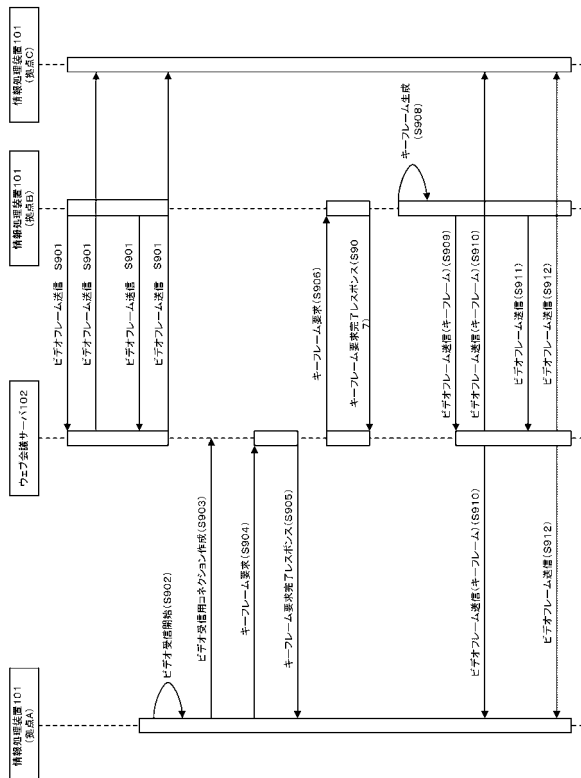 情報処理装置101
(拠点A)
ウェブ会議サーバ102
情報処理装置101
(拠点B)
情報処理装置101
(拠点C)
ビデオフレーム送信 S901
ビデオフレーム送信 S901
ビデオフレーム送信 S901
ビデオフレーム送信 S901
ビデオ受信開始(S902)
ビデオ受信用コネクション作成(S903)
キーフレーム要求(S904)
キーフレーム要求完了レスポンス(S905)
キーフレーム要求(S906)
キーフレーム要求完了レスポンス(S90
7)
キーフレーム生成
(S908)
ビデオフレーム送信(キーフレーム)(S909)
ビデオフレーム送信(キーフレーム)(S910)
ビデオフレーム送信(キーフレーム)(S910)
ビデオフレーム送信(S911)
ビデオフレーム送信(S912)
ビデオフレーム送信(S912)